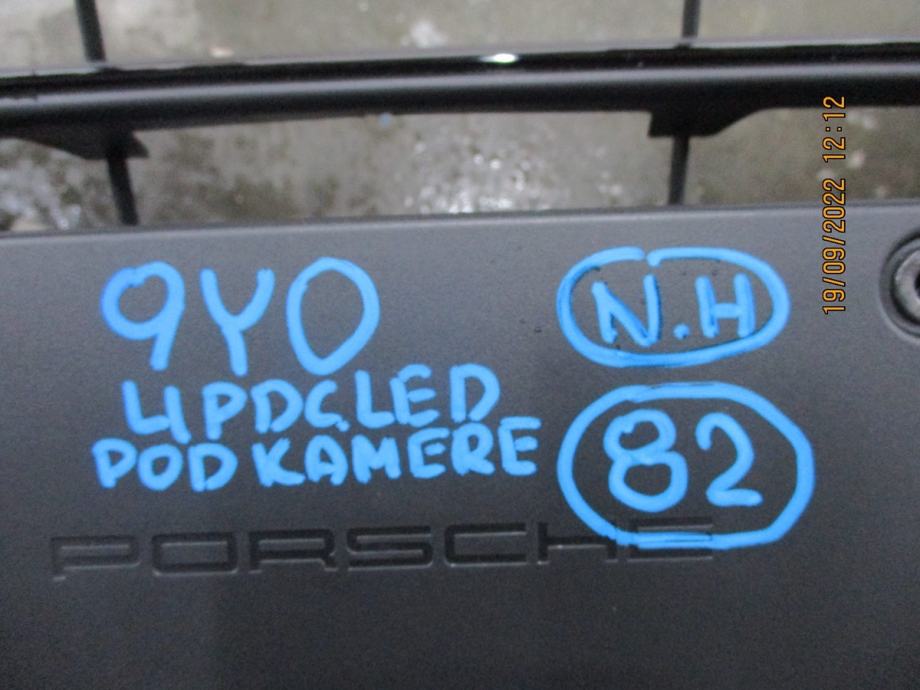 9Y0
N.H
4PDC.LED
POD KAMERE
82
PORSCHE
19/09/2022 12:12